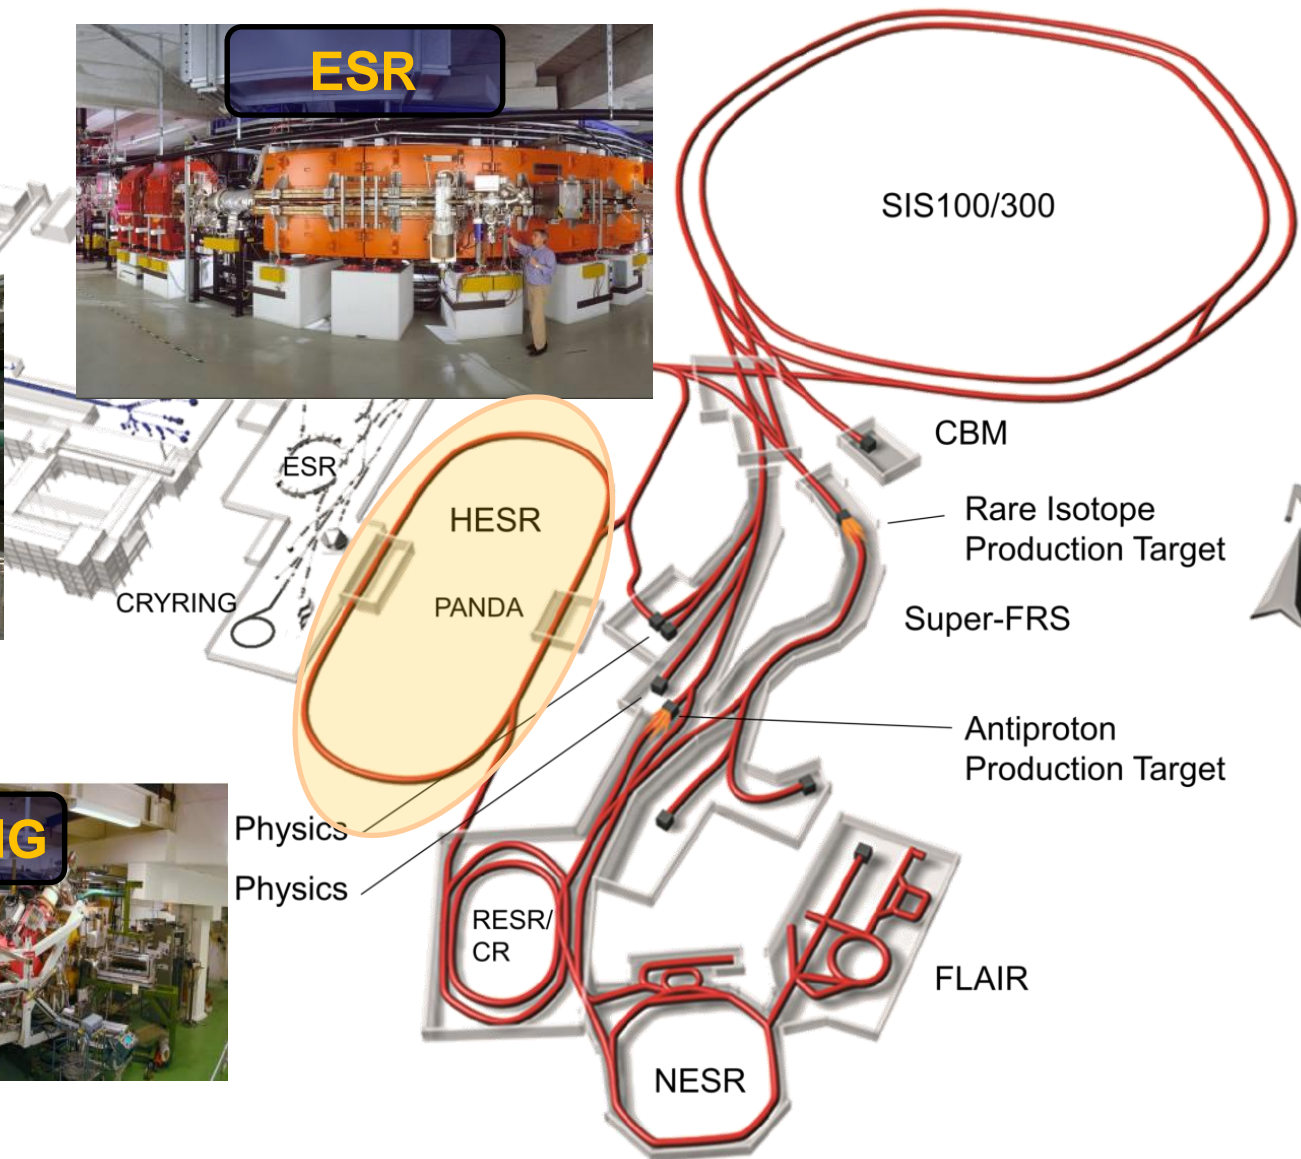 ESR
SIS100/300
CBM
ESR
HESR
Rare Isotope
Production Target
CRYRING
PANDA
Super-FRS
Antiproton
Production Target
Physics
Physics
RESR/
CR
FLAIR
NESR